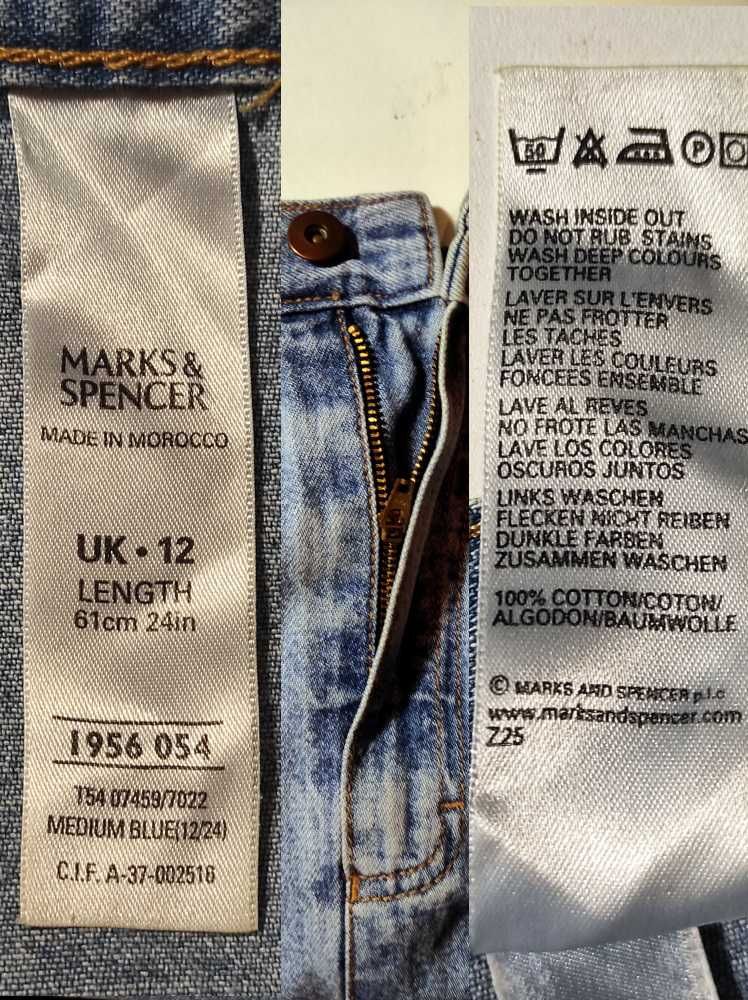 MARKS &
SPENCER
MADE IN MOROCCO
UK • 12
LENGTH
61cm 24in
1956 054
T54 07459/7022
MEDIUM BLUE(12/24)
C.I.F. A-37-002516
50
P
WASH INSIDE OUT
DO NOT RUB STAINS
WASH DEEP COLOURS
TOGETHER
LAVER SUR L'ENVERS
NE PAS FROTTER
LES TACHES
LAVER LES COULEURS
FONCEES ENSEMBLE
LAVE AL REVES
NO FROTE LAS MANCHAS
LAVE LOS COLORES
OSCUROS JUNTOS
LINKS WASCHEN
FLECKEN NICHT REIBEN
DUNKLE FARBEN
ZUSAMMEN WASCHEN
100% COTTON/COTON/
ALGODON/BAUMWOLLE
© MARKS AND SPENCER p.l.c
www.marksandspencer.com
Z25